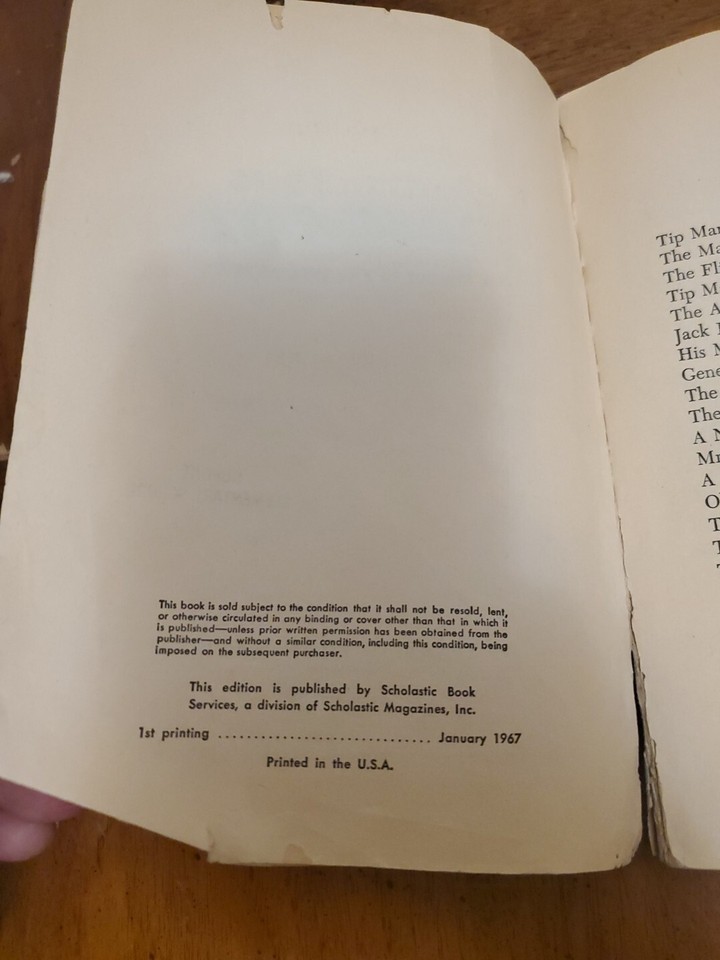 This book is sold subject to the condition that it shall not be resold, lent,
or otherwise circulated in any binding or cover other than that in which it
is published—unless prior written permission has been obtained from the
publisher—and without a similar condition, including this condition, being
imposed on the subsequent purchaser.
This edition is published by Scholastic Book
Services, a division of Scholastic Magazines, Inc.
1st printing .............................. January 1967
Printed in the U.S.A.
Tip
The
The
Tip
The
Jack
His
The
The
A
A